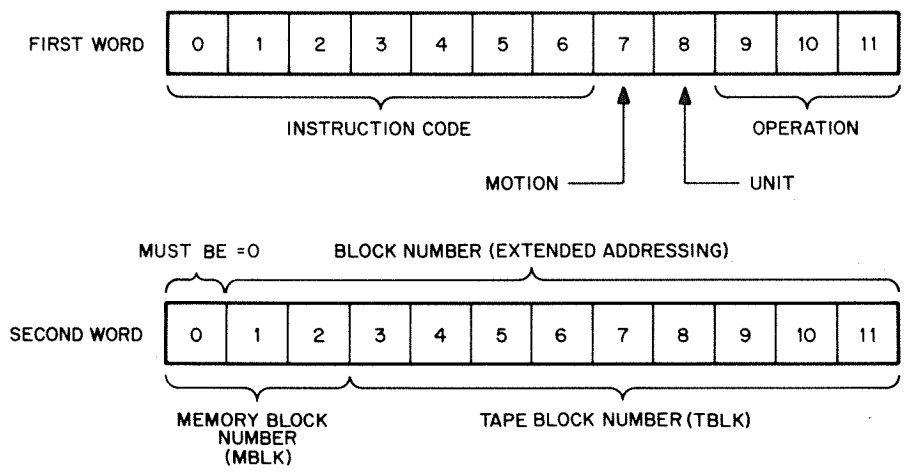 FIRST WORD 0 1 2 3 4 5 6 7 8 9 10 11
INSTRUCTION CODE OPERATION
MOTION UNIT
MUST BE =0 BLOCK NUMBER (EXTENDED ADDRESSING)
SECOND WORD 0 1 2 3 4 5 6 7 8 9 10 11
MEMORY BLOCK NUMBER (MBLK)
TAPE BLOCK NUMBER (TBLK)